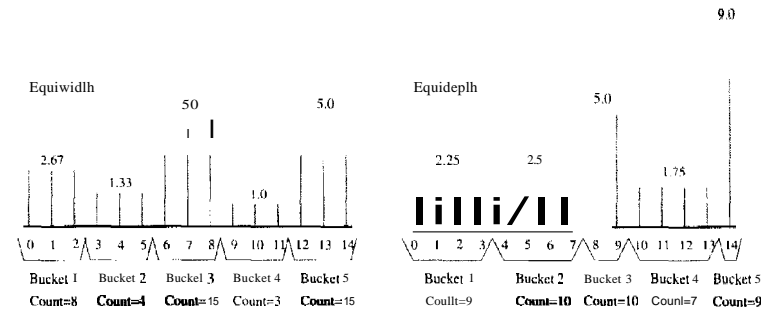 9.0
Equiwidlh
Equideplh
50
5.0
5.0
2.67
1.33
1.0
2.25
2.5
1.75
0 1 2 3 4 5 6 7 8 9 10 11 12 13 14
0 1 2 3 4 5 6 7 8 9 10 11 12 13 14
Bucket 1 Bucket 2 Buckel 3 Bucket 4 Bucket 5
Count=8 Count=4 Count=15 Count=3 Count=15
Bucket 1 Bucket 2 Bucket 3 Bucket 4 Bucket 5
Coullt=9 Count=10 Count=10 Count=7 Count=9